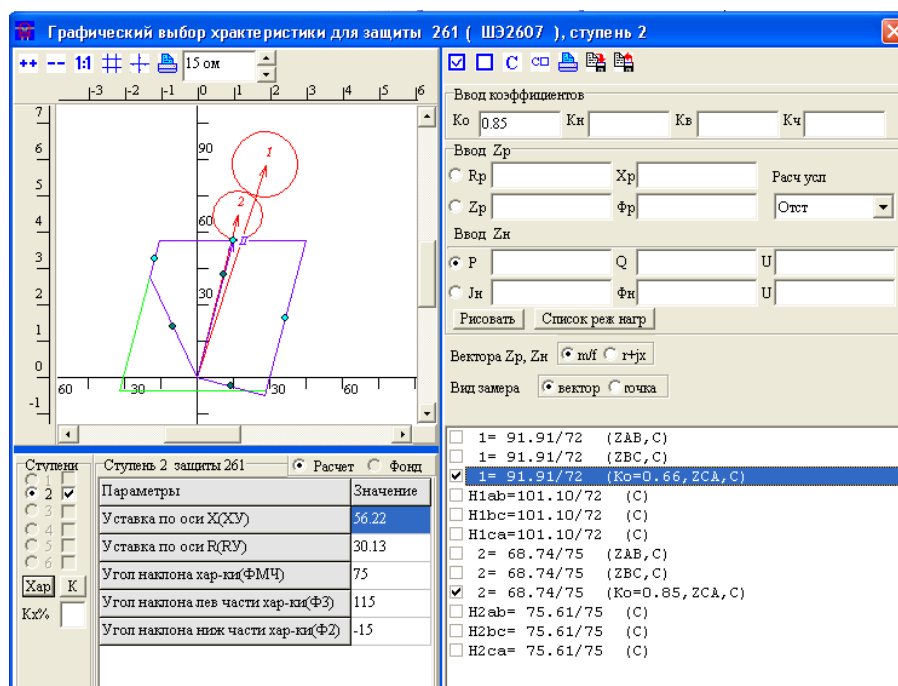 Графический выбор храктеристики для защиты 261 ( ШЭ2607 ), ступень 2
++ -- 1:1 15 ом
-3 -2 -1 0 1 2 3 4 5 6
7
6
5
4
3
2
1
0
-1
90
60
30
60 30 30 60
1
2
II
C
Ввод коэффициентов
Ко 0.85 Кн Кв Кч
Ввод Zр
Rр Хр Расч усл
Zр Фр Отст
Ввод Zн
P Q U
Jн Фн U
Рисовать Список реж нагр
Вектора Zр, Zн m/f r+jx
Вид замера вектор точка
1= 91.91/72 (ZAB,C)
1= 91.91/72 (ZBC,C)
1= 91.91/72 (Ko=0.66,ZCA,C)
H1ab=101.10/72 (C)
H1bc=101.10/72 (C)
H1ca=101.10/72 (C)
2= 68.74/75 (ZAB,C)
2= 68.74/75 (ZBC,C)
2= 68.74/75 (Ko=0.85,ZCA,C)
H2ab= 75.61/75 (C)
H2bc= 75.61/75 (C)
H2ca= 75.61/75 (C)
Ступени
1
2
3
4
5
6
Хар К
Кх%
Ступень 2 защиты 261 Расчет Фонд
Параметры Значение
Уставка по оси X(ХУ) 56.22
Уставка по оси R(RУ) 30.13
Угол наклона хар-ки(ФМЧ) 75
Угол наклона лев части хар-ки(Ф3) 115
Угол наклона ниж части хар-ки(Ф2) -15